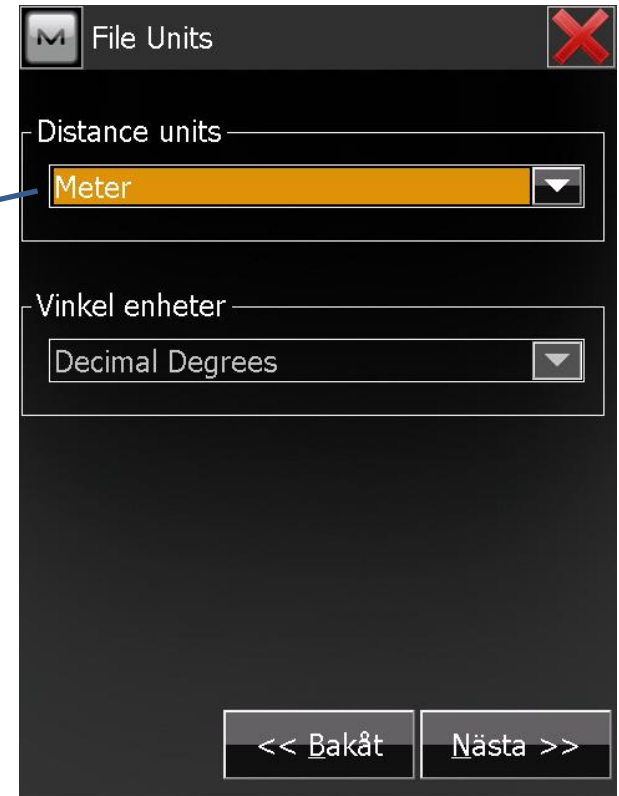 M File Units
Distance units
Meter
Vinkel enheter
Decimal Degrees
<< Bakåt Nästa >>